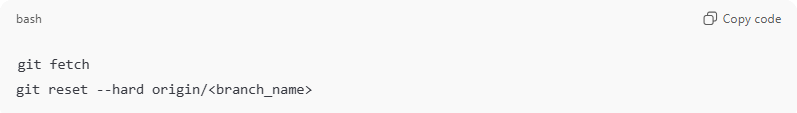 bash
Copy code
git fetch
git reset --hard origin/<branch_name>